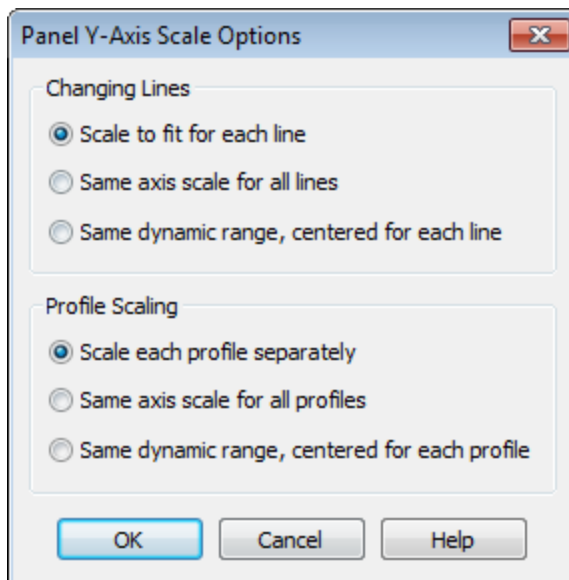 Panel Y-Axis Scale Options
Changing Lines
Scale to fit for each line
Same axis scale for all lines
Same dynamic range, centered for each line
Profile Scaling
Scale each profile separately
Same axis scale for all profiles
Same dynamic range, centered for each profile
OK Cancel Help